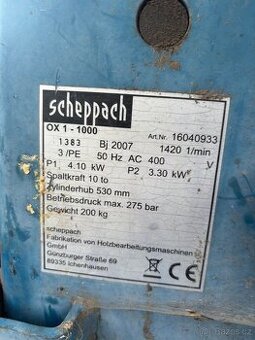 scheppach
OX 1 - 1000
Art.Nr. 16040933
1383 Bj 2007 1420 1/min
3 /PE 50 Hz AC 400 V
P1 4.10 kW P2 3.30 kW
Spaltkraft 10 to
Zylinderhub 530 mm
Betriebsdruck max. 275 bar
Gewicht 200 kg
scheppach
Fabrikation von Holzbearbeitungsmaschinen
GmbH
Günzburger Straße 69
89335 Ichenhausen
CE